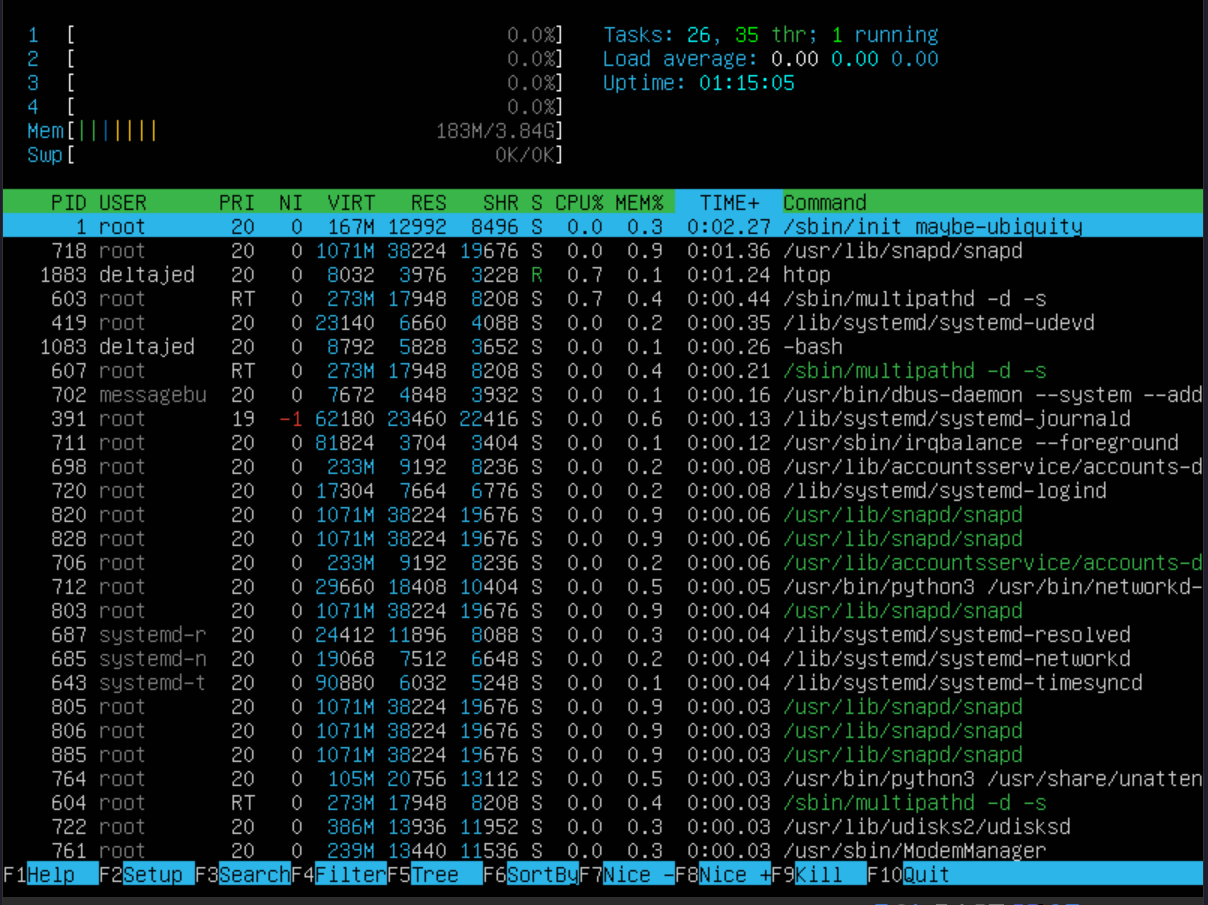 1 [ 0.0%] Tasks: 26, 35 thr; 1 running
2 [ 0.0%] Load average: 0.00 0.00 0.00
3 [ 0.0%] Uptime: 01:15:05
4 [ 0.0%]
Mem[||||||| 183M/3.84G]
Swp[ 0K/0K]
PID USER PRI NI VIRT RES SHR S CPU% MEM% TIME+ Command
1 root 20 0 167M 12992 8496 S 0.0 0.3 0:02.27 /sbin/init maybe-ubiquity
718 root 20 0 1071M 38224 19676 S 0.0 0.9 0:01.36 /usr/lib/snapd/snapd
1883 deltajed 20 0 8032 3976 3228 R 0.7 0.1 0:01.24 htop
603 root RT 0 273M 17948 8208 S 0.7 0.4 0:00.44 /sbin/multipathd -d -s
419 root 20 0 23140 6660 4088 S 0.0 0.2 0:00.35 /lib/systemd/systemd-udevd
1083 deltajed 20 0 8792 5828 3652 S 0.0 0.1 0:00.26 -bash
607 root RT 0 273M 17948 8208 S 0.0 0.4 0:00.21 /sbin/multipathd -d -s
702 messagebu 20 0 7672 4848 3932 S 0.0 0.1 0:00.16 /usr/bin/dbus-daemon --system --add
391 root 19 -1 62180 23460 22416 S 0.0 0.6 0:00.13 /lib/systemd/systemd-journald
711 root 20 0 81824 3704 3404 S 0.0 0.1 0:00.12 /usr/sbin/irqbalance --foreground
698 root 20 0 233M 9192 8236 S 0.0 0.2 0:00.08 /usr/lib/accountsservice/accounts-d
720 root 20 0 17304 7664 6776 S 0.0 0.2 0:00.08 /lib/systemd/systemd-logind
820 root 20 0 1071M 38224 19676 S 0.0 0.9 0:00.06 /usr/lib/snapd/snapd
828 root 20 0 1071M 38224 19676 S 0.0 0.9 0:00.06 /usr/lib/snapd/snapd
706 root 20 0 233M 9192 8236 S 0.0 0.2 0:00.06 /usr/lib/accountsservice/accounts-d
712 root 20 0 29660 18408 10404 S 0.0 0.5 0:00.05 /usr/bin/python3 /usr/bin/networkd-
803 root 20 0 1071M 38224 19676 S 0.0 0.9 0:00.04 /usr/lib/snapd/snapd
687 systemd-r 20 0 24412 11896 8088 S 0.0 0.3 0:00.04 /lib/systemd/systemd-resolved
685 systemd-n 20 0 19068 7512 6648 S 0.0 0.2 0:00.04 /lib/systemd/systemd-networkd
643 systemd-t 20 0 90880 6032 5248 S 0.0 0.1 0:00.04 /lib/systemd/systemd-timesyncd
805 root 20 0 1071M 38224 19676 S 0.0 0.9 0:00.03 /usr/lib/snapd/snapd
806 root 20 0 1071M 38224 19676 S 0.0 0.9 0:00.03 /usr/lib/snapd/snapd
885 root 20 0 1071M 38224 19676 S 0.0 0.9 0:00.03 /usr/lib/snapd/snapd
764 root 20 0 105M 20756 13112 S 0.0 0.5 0:00.03 /usr/bin/python3 /usr/share/unatten
604 root RT 0 273M 17948 8208 S 0.0 0.4 0:00.03 /sbin/multipathd -d -s
722 root 20 0 386M 13936 11952 S 0.0 0.3 0:00.03 /usr/lib/udisks2/udisksd
761 root 20 0 239M 13440 11536 S 0.0 0.3 0:00.03 /usr/sbin/ModemManager
F1Help F2Setup F3SearchF4FilterF5Tree F6SortByF7Nice -F8Nice +F9Kill F10Quit